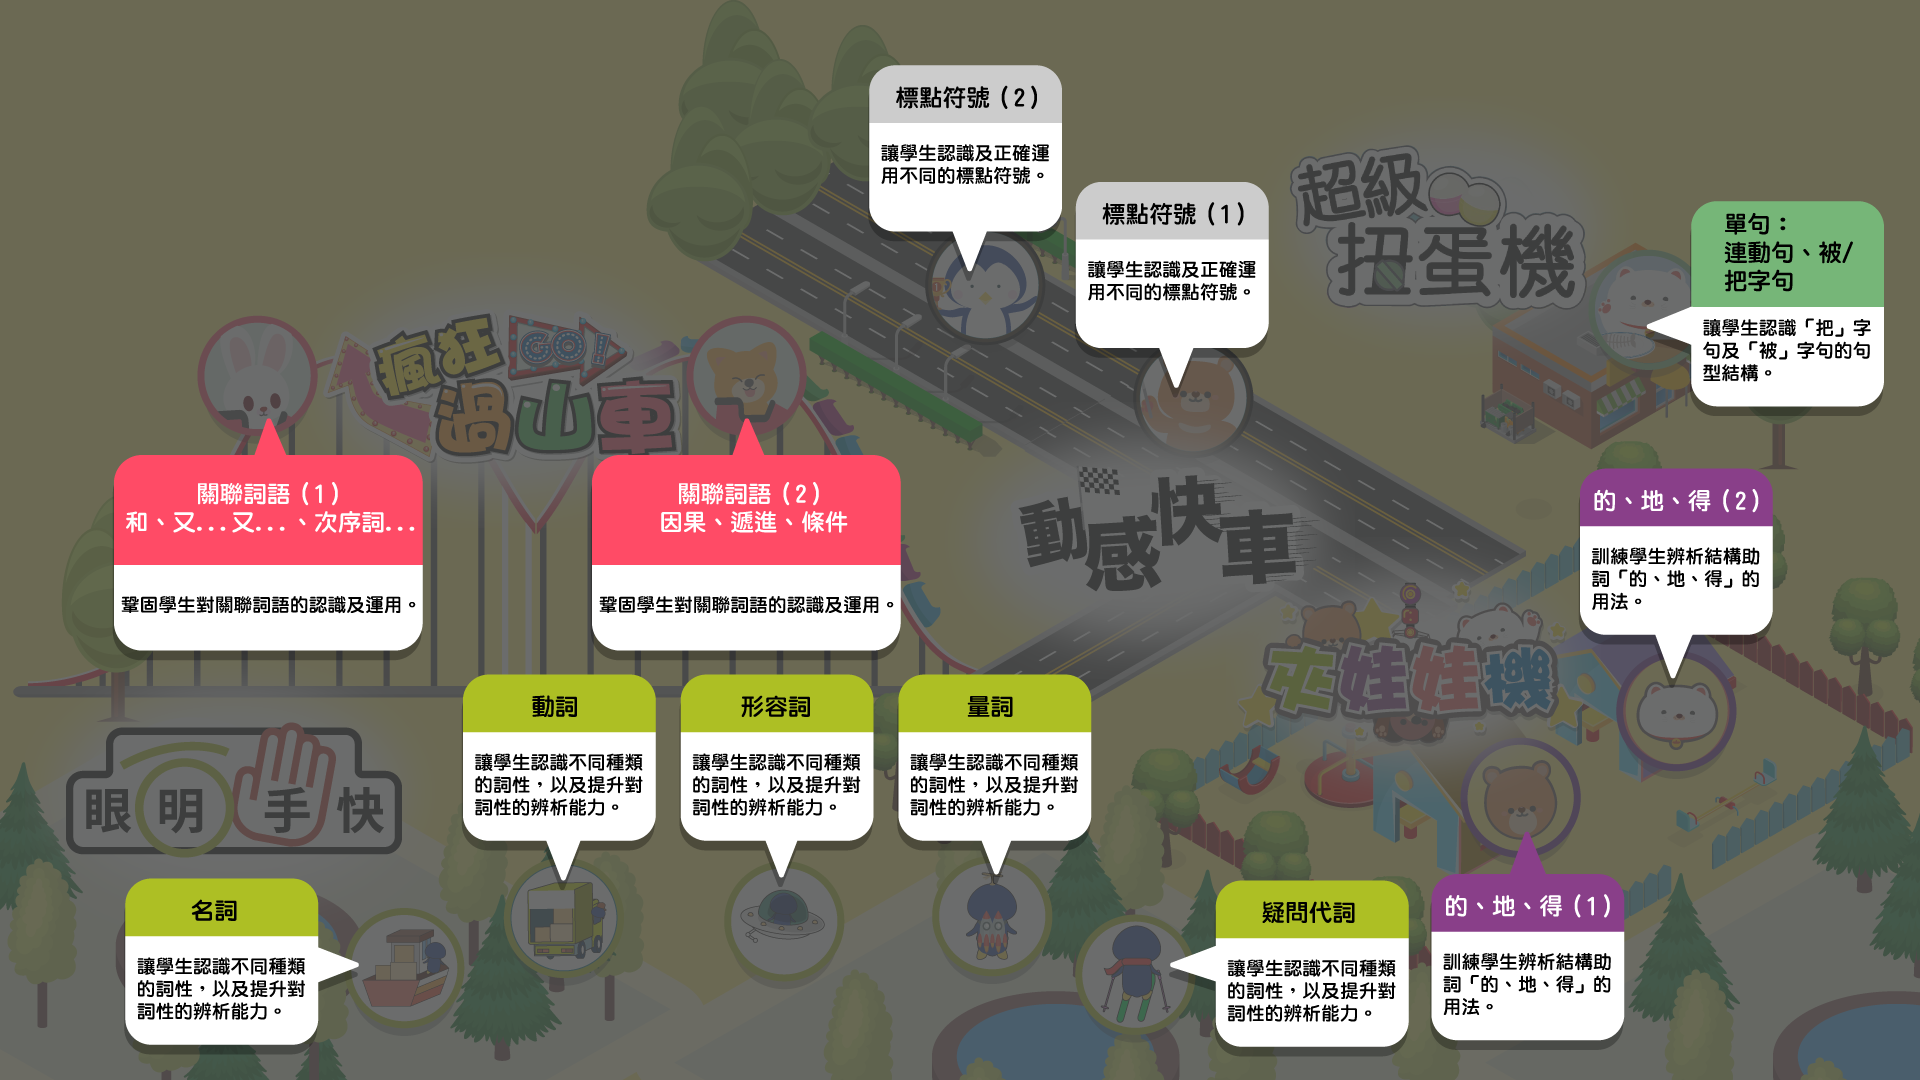 標點符號（2）
讓學生認識及正確運
用不同的標點符號。
標點符號（1）
讓學生認識及正確運
用不同的標點符號。
超級
扭蛋機
單句：
連動句、被/
把字句
讓學生認識「把」字
句及「被」字句的句
型結構。
瘋狂
GO!
過山車
關聯詞語（1）
和、又...又...、次序詞...
鞏固學生對關聯詞語的認識及運用。
關聯詞語（2）
因果、遞進、條件
鞏固學生對關聯詞語的認識及運用。
動感快車
的、地、得（2）
訓練學生辨析結構助
詞「的、地、得」的
用法。
夾娃娃機
動詞
讓學生認識不同種類
的詞性，以及提升對
詞性的辨析能力。
形容詞
讓學生認識不同種類
的詞性，以及提升對
詞性的辨析能力。
量詞
讓學生認識不同種類
的詞性，以及提升對
詞性的辨析能力。
眼明手快
名詞
讓學生認識不同種類
的詞性，以及提升對
詞性的辨析能力。
疑問代詞
讓學生認識不同種類
的詞性，以及提升對
詞性的辨析能力。
的、地、得（1）
訓練學生辨析結構助
詞「的、地、得」的
用法。